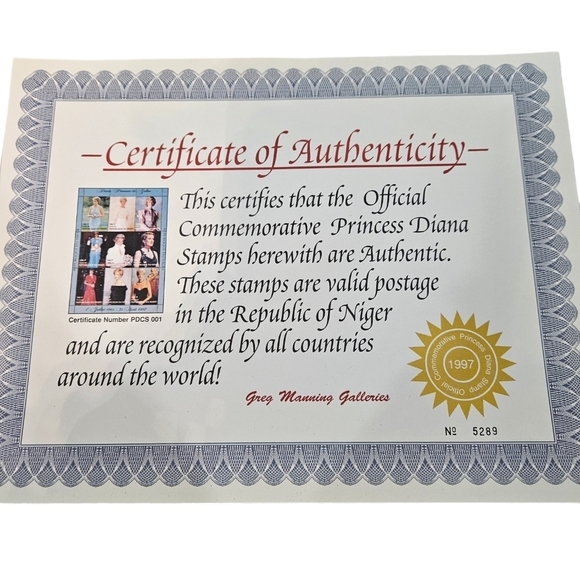 Certificate of Authenticity
This certifies that the Official
Commemorative Princess Diana
Stamps herewith are Authentic.
These stamps are valid postage
in the Republic of Niger
and are recognized by all countries
around the world!
Certificate Number PDCS 001
Greg Manning Galleries
Official Commemorative Princess Diana Stamp
1997
Nº 5289